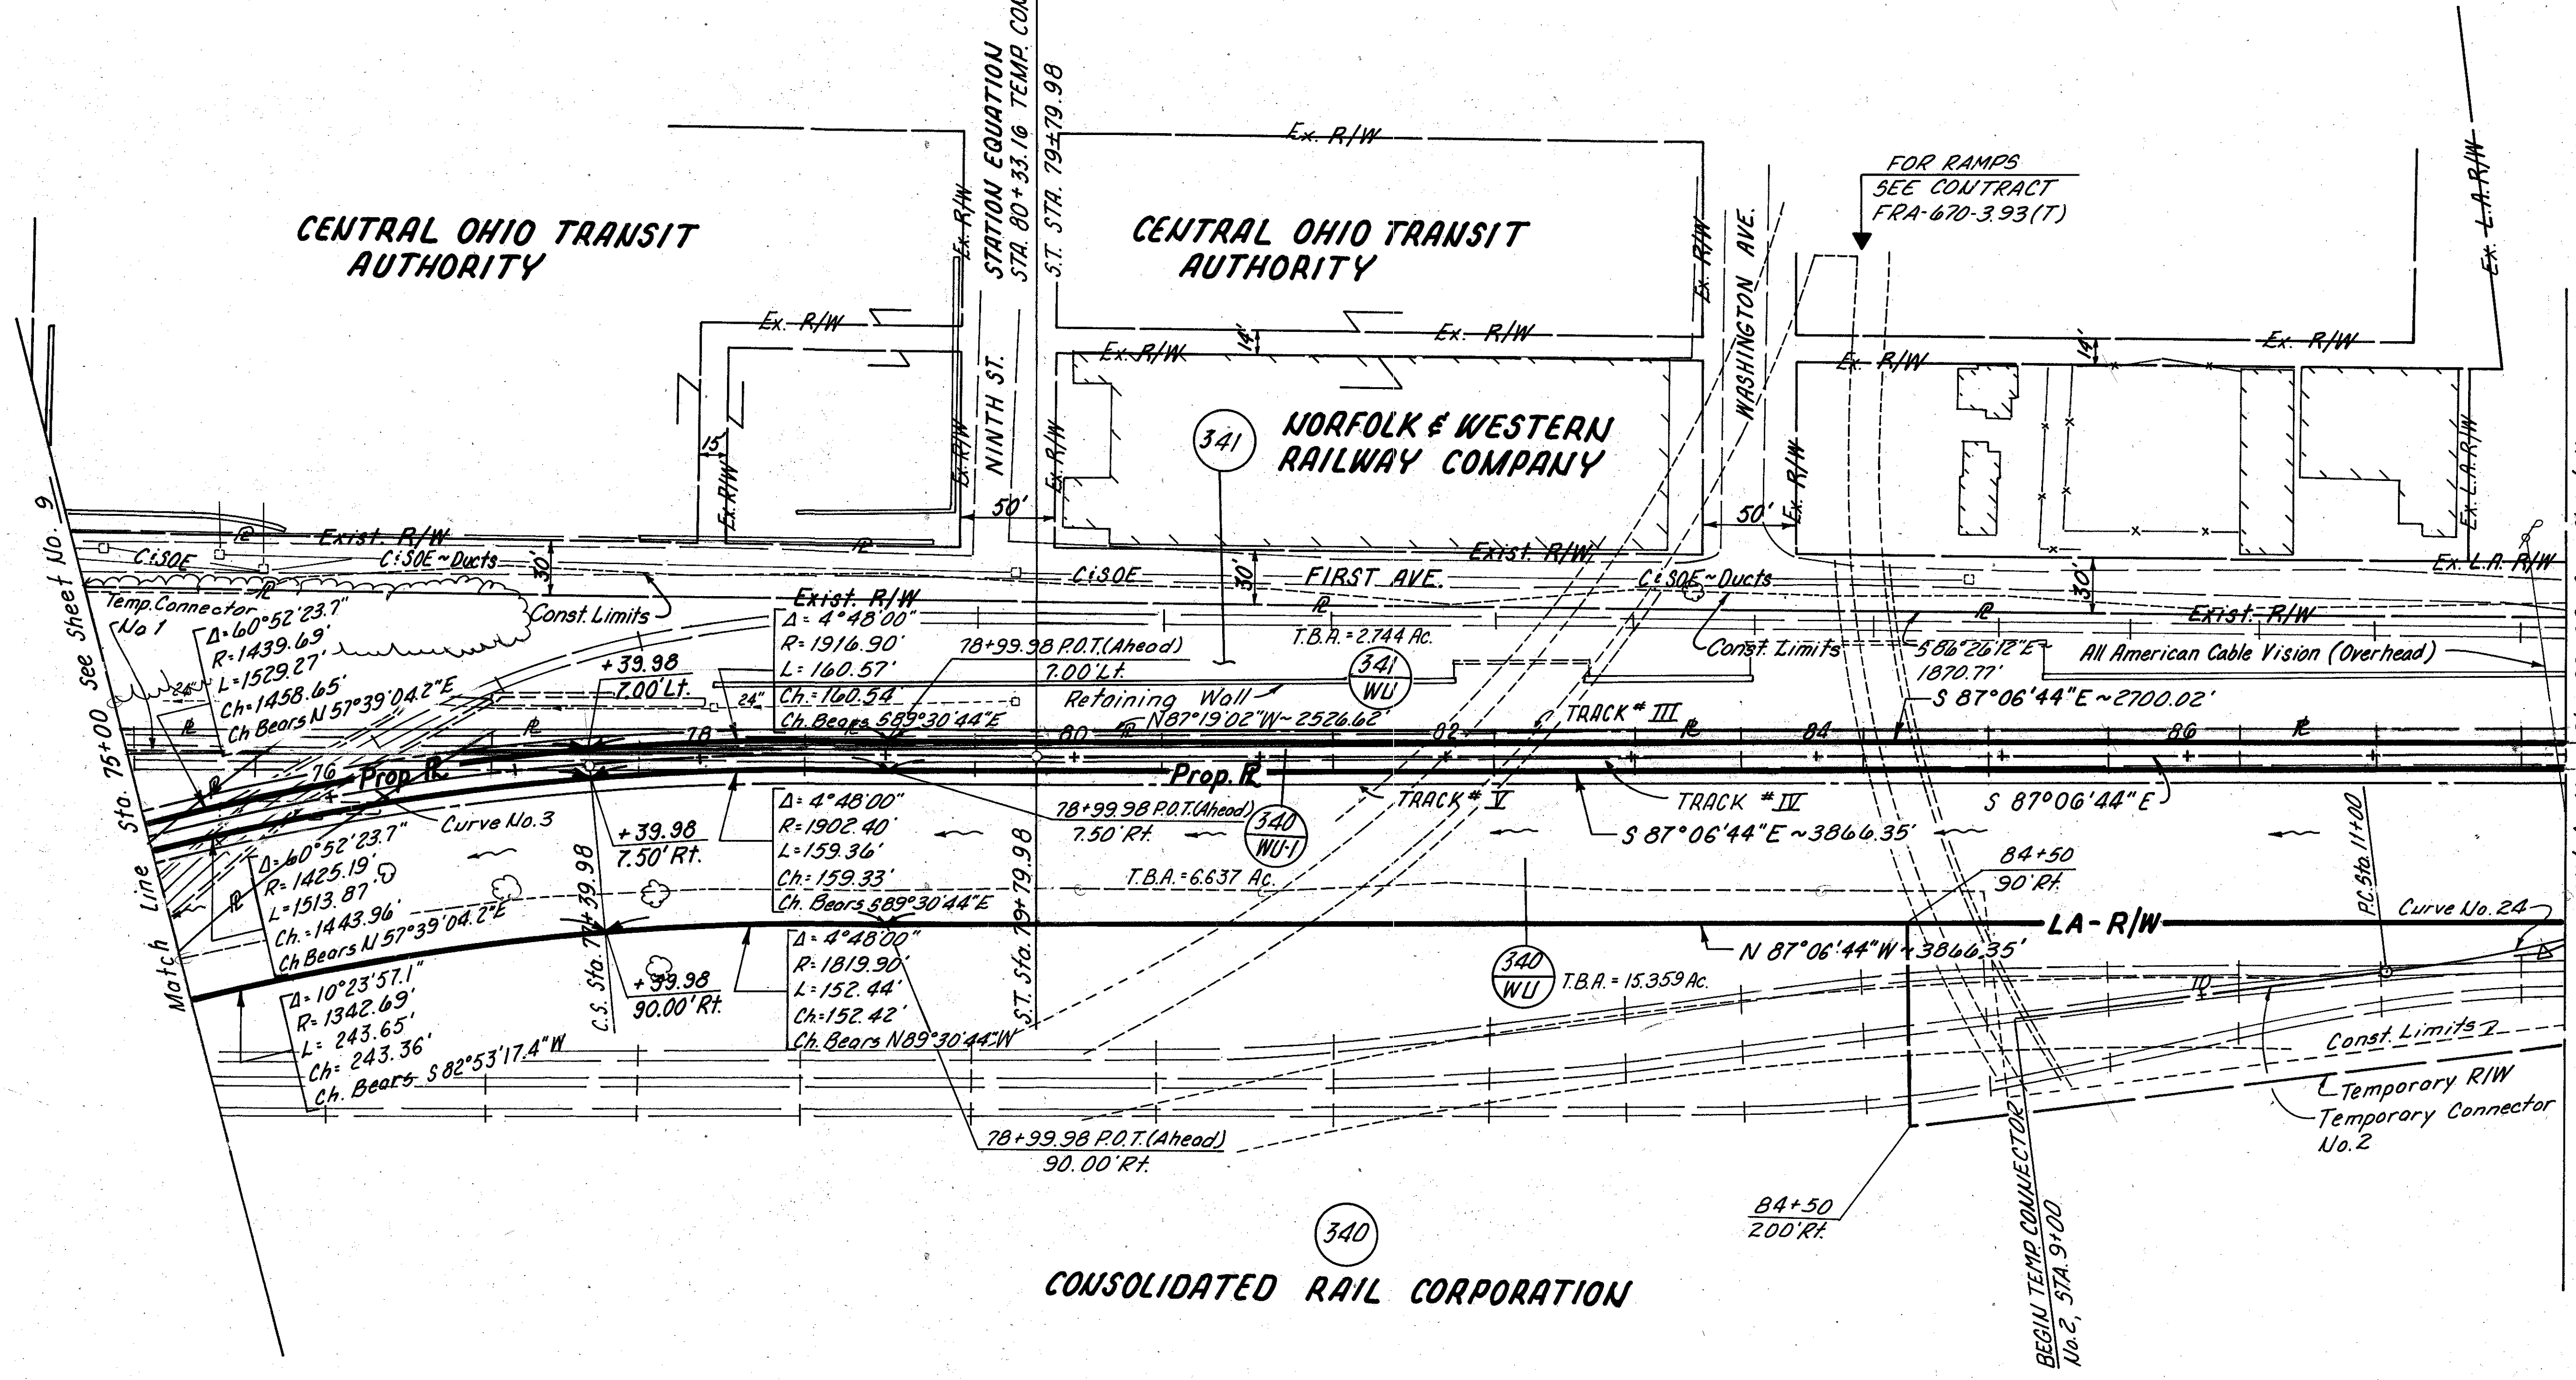 STATION EQUATION
STA. 80+33.16 TEMP.
S.T. STA. 79+79.98
CENTRAL OHIO TRANSIT
AUTHORITY
CENTRAL OHIO TRANSIT
AUTHORITY
Ex. R/W
Ex. R/W
Ex. R/W
FOR RAMPS
SEE CONTRACT
FRA-670-3.93(T)
Ex. L.A. R/W
WASHINGTON AVE.
NINTH ST.
Ex. R/W
Ex. R/W
Ex. R/W
Ex. R/W
Ex. R/W
14'
14'
15'
Ex. R/W
Ex. R/W
Ex. R/W
Ex. R/W
Ex. L.A. R/W
341
NORFOLK & WESTERN
RAILWAY COMPANY
50'
50'
Exist. R/W
Exist. R/W
C&SOE
C&SOE ~ Ducts
30'
C&SOE
30'
FIRST AVE.
C&SOE ~ Ducts
30'
Ex. L.A. R/W
Const. Limits
Exist. R/W
Exist. R/W
Temp. Connector
No 1
Δ= 60°52'23.7"
R= 1439.69'
L= 1529.27'
Ch= 1458.65'
Ch Bears N 57°39'04.2"E
24"
+39.98
7.00' Lt.
24"
Δ= 4°48'00"
R= 1916.90'
L= 160.57'
Ch.= 160.54'
Ch. Bears S89°30'44"E
78+99.98 P.O.T. (Ahead)
7.00' Lt.
Retaining Wall
N87°19'02"W ~ 2526.62'
T.B.A. = 2.744 Ac.
341
WU
Const. Limits
S 86°26'12"E ~
1870.77'
All American Cable Vision (Overhead)
S 87°06'44"E ~ 2700.02'
TRACK # III
76
78
80
82
84
86
Prop. PL
Prop. PL
Match Line Sta. 75+00 see Sheet No. 9
Curve No. 3
TRACK # V
TRACK # IV
S 87°06'44"E
S 87°06'44"E ~ 3866.35'
Δ= 60°52'23.7"
R= 1425.19'
L= 1513.87'
Ch.= 1443.96'
Ch Bears N 57°39'04.2"E
+39.98
7.50' Rt.
Δ= 4°48'00"
R= 1902.40'
L= 159.36'
Ch.= 159.33'
Ch. Bears S89°30'44"E
78+99.98 P.O.T. (Ahead)
7.50' Rt.
340
WU-1
T.B.A. = 6.637 Ac.
84+50
90' Rt.
P.C. Sta. 11+00
Curve No. 24
LA-R/W
N 87°06'44"W ~ 3866.35'
C.S. Sta. 77+39.98
S.T. Sta. 79+79.98
Δ= 10°23'57.1"
R= 1342.69'
L= 243.65'
Ch= 243.36'
Ch. Bears S 82°53'17.4"W
+39.98
90.00' Rt.
Δ= 4°48'00"
R= 1819.90'
L= 152.44'
Ch= 152.42'
Ch. Bears N89°30'44"W
340
WU
T.B.A. = 15.359 Ac.
10
Const. Limits
Temporary R/W
Temporary Connector
No. 2
78+99.98 P.O.T. (Ahead)
90.00' Rt.
84+50
200' Rt.
BEGIN TEMP. CONNECTOR
No. 2, STA. 9+00
340
CONSOLIDATED RAIL CORPORATION